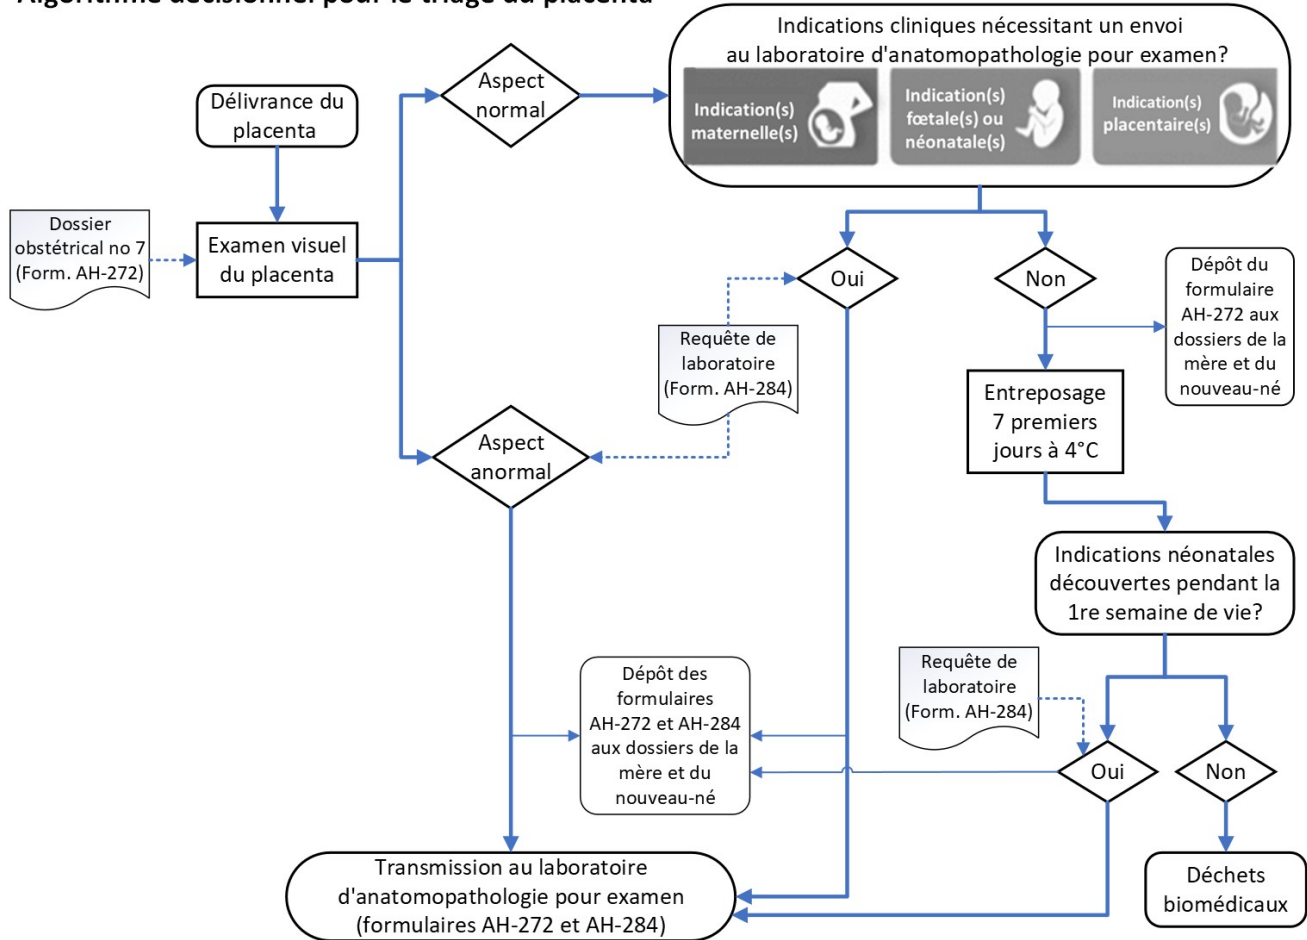 Algorithme décisionnel pour le triage du placenta
Indications cliniques nécessitant un envoi
au laboratoire d'anatomopathologie pour examen?
Indication(s)
maternelle(s)
Indication(s)
fœtale(s) ou
néonatale(s)
Indication(s)
placentaire(s)
Aspect
normal
Délivrance du
placenta
Dossier
obstétrical no 7
(Form. AH-272)
Examen visuel
du placenta
Oui
Non
Dépôt du
formulaire
AH-272 aux
dossiers de la
mère et du
nouveau-né
Requête de
laboratoire
(Form. AH-284)
Entreposage
7 premiers
jours à 4°C
Aspect
anormal
Indications néonatales
découvertes pendant la
1re semaine de vie?
Requête de
laboratoire
(Form. AH-284)
Dépôt des
formulaires
AH-272 et AH-284
aux dossiers de la
mère et du
nouveau-né
Oui
Non
Transmission au laboratoire
d'anatomopathologie pour examen
(formulaires AH-272 et AH-284)
Déchets
biomédicaux